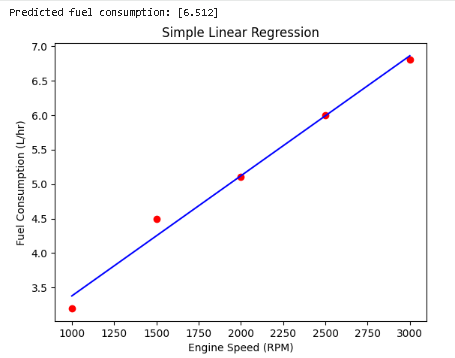 Predicted fuel consumption: [6.512]
Simple Linear Regression
7.0
6.5
6.0
5.5
5.0
4.5
4.0
3.5
Fuel Consumption (L/hr)
1000 1250 1500 1750 2000 2250 2500 2750 3000
Engine Speed (RPM)